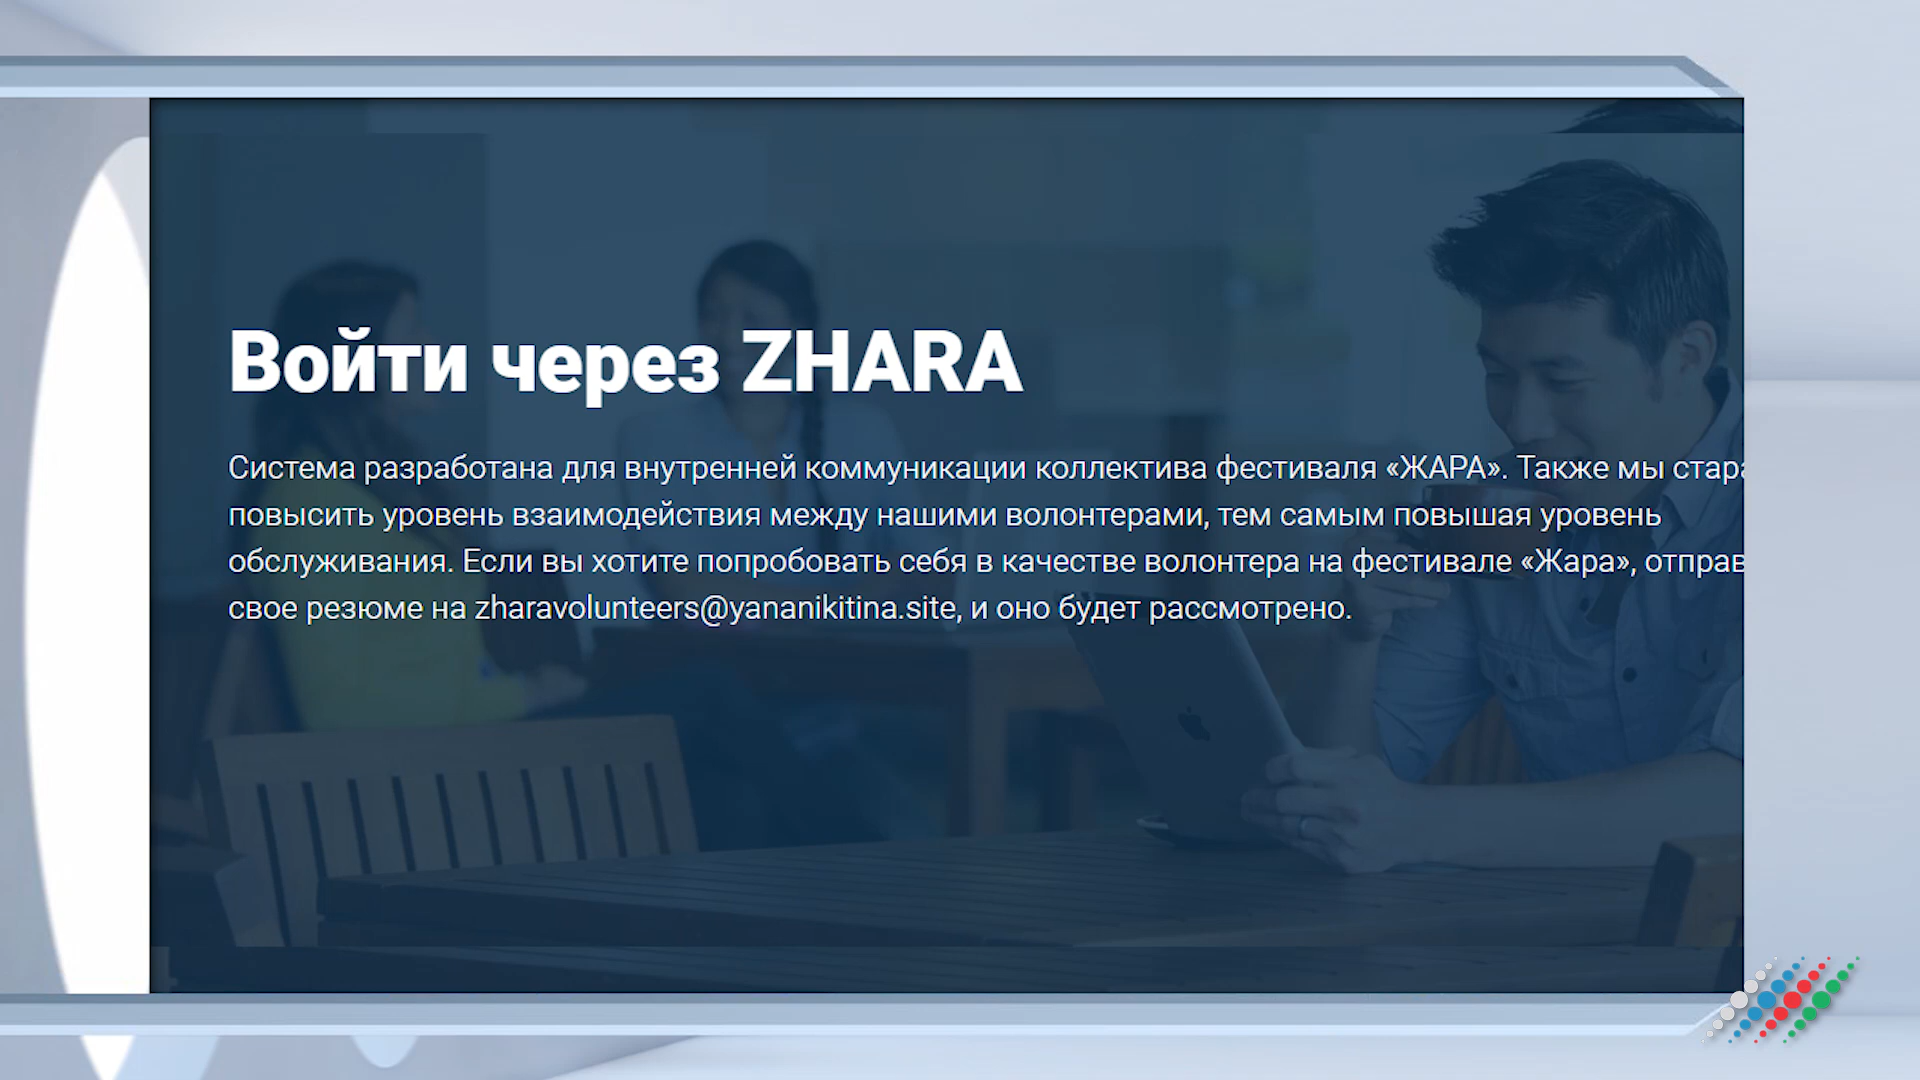 Войти через ZHARA
Система разработана для внутренней коммуникации коллектива фестиваля «ЖАРА». Также мы
повысить уровень взаимодействия между нашими волонтерами, тем самым повышая уровень
обслуживания. Если вы хотите попробовать себя в качестве волонтера на фестивале «Жара»,
свое резюме на zharavolunteers@yananikitina.site, и оно будет рассмотрено.